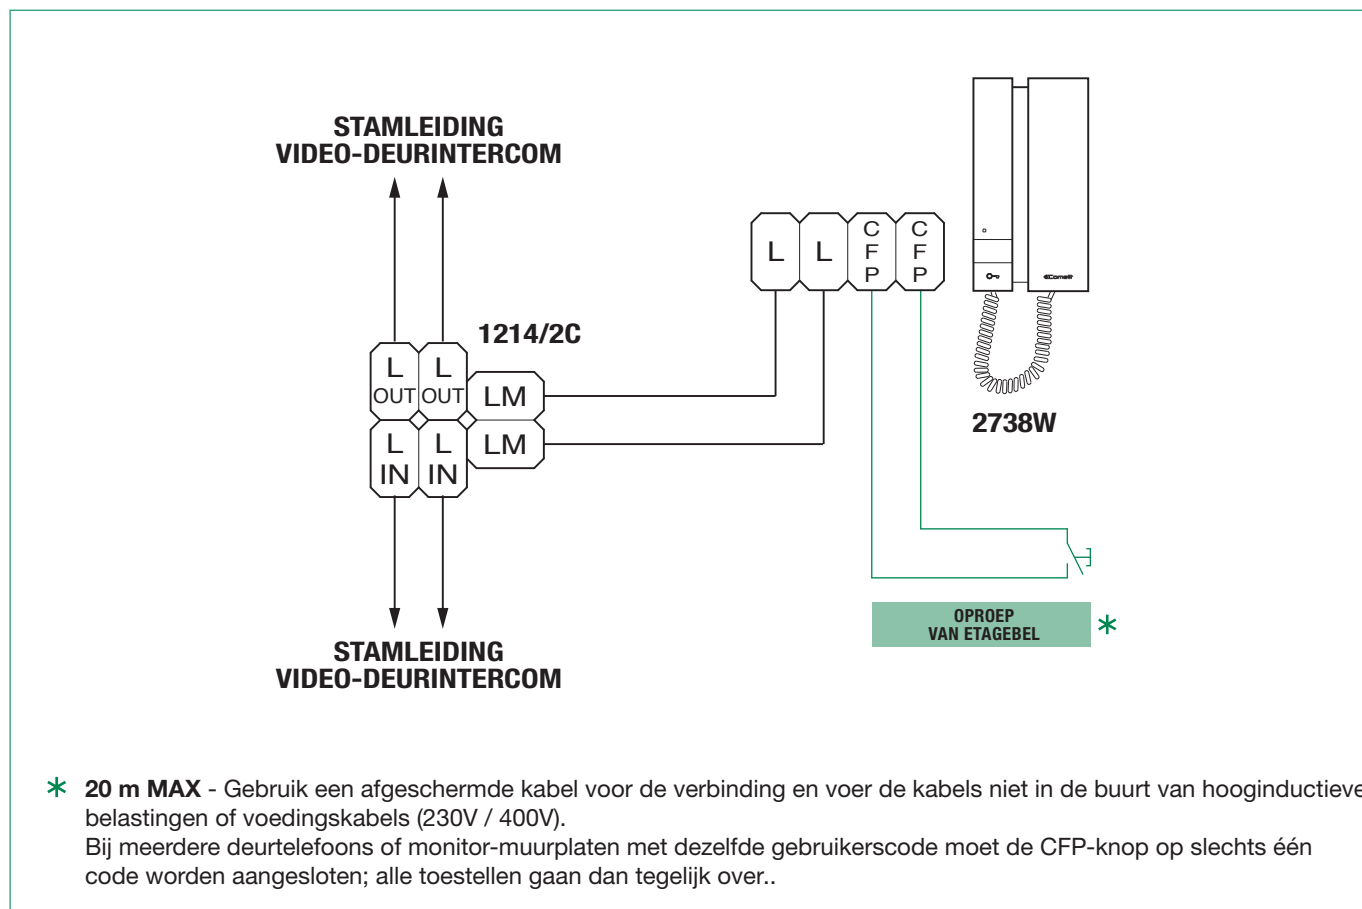 STAMLEIDING
VIDEO-DEURINTERCOM
L
L
C
F
P
C
F
P
Comelit
1214/2C
L
OUT
L
OUT
LM
L
IN
L
IN
LM
2738W
OPROEP
VAN ETAGEBEL
*
STAMLEIDING
VIDEO-DEURINTERCOM
* 20 m MAX - Gebruik een afgeschermde kabel voor de verbinding en voer de kabels niet in de buurt van hooginductieve
belastingen of voedingskabels (230V / 400V).
Bij meerdere deurtelefoons of monitor-muurplaten met dezelfde gebruikerscode moet de CFP-knop op slechts één
code worden aangesloten; alle toestellen gaan dan tegelijk over..